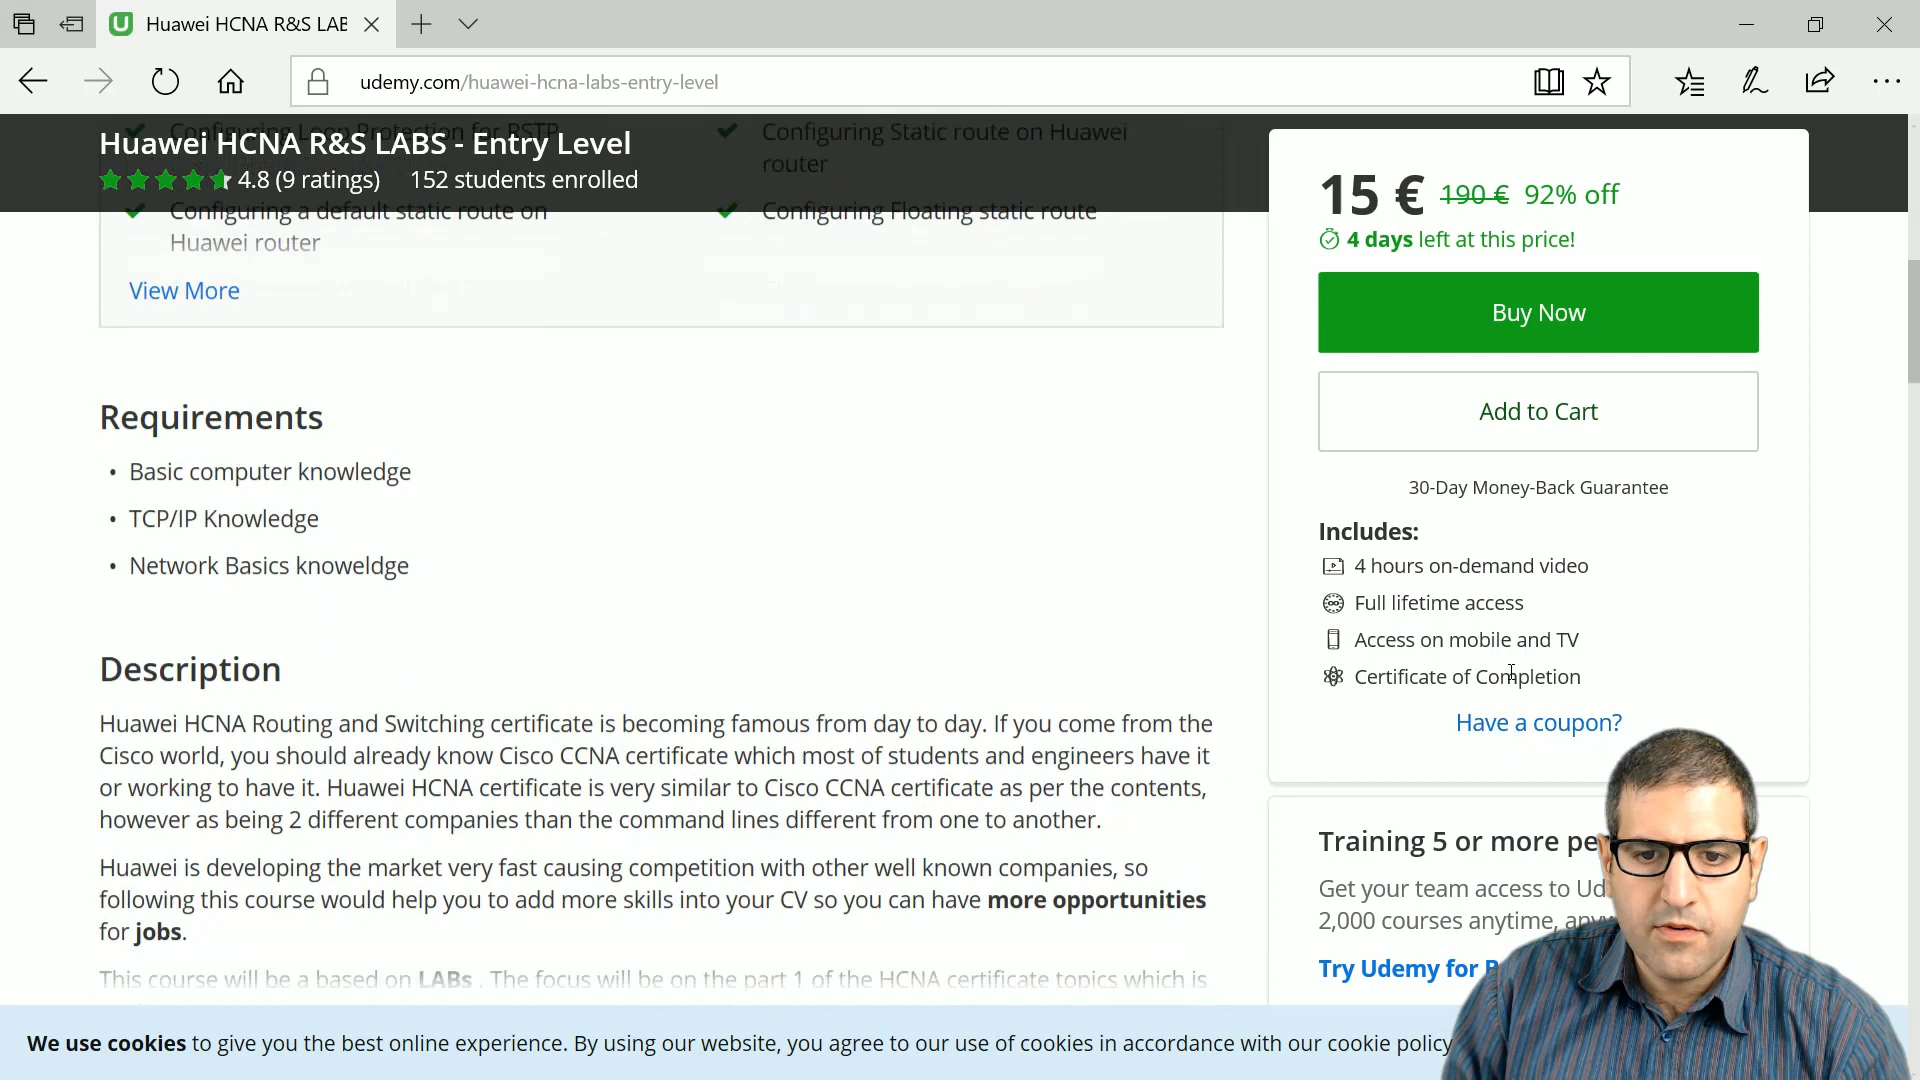 Huawei HCNA R&S LAB
udemy.com/huawei-hcna-labs-entry-level
Configuring Loop Protection for RSTP
Configuring Static route on Huawei
router
Huawei HCNA R&S LABS - Entry Level
4.8 (9 ratings) 152 students enrolled
Configuring a default static route on
Huawei router
Configuring Floating static route
View More
Requirements
• Basic computer knowledge
• TCP/IP Knowledge
• Network Basics knoweldge
Description
Huawei HCNA Routing and Switching certificate is becoming famous from day to day. If you come from the
Cisco world, you should already know Cisco CCNA certificate which most of students and engineers have it
or working to have it. Huawei HCNA certificate is very similar to Cisco CCNA certificate as per the contents,
however as being 2 different companies than the command lines different from one to another.
Huawei is developing the market very fast causing competition with other well known companies, so
following this course would help you to add more skills into your CV so you can have more opportunities
for jobs.
This course will be a based on LABs . The focus will be on the part 1 of the HCNA certificate topics which is
15 € 190 € 92% off
4 days left at this price!
Buy Now
Add to Cart
30-Day Money-Back Guarantee
Includes:
4 hours on-demand video
Full lifetime access
Access on mobile and TV
Certificate of Completion
Have a coupon?
Training 5 or more pe
Get your team access to Ud
2,000 courses anytime, any
Try Udemy for B
We use cookies to give you the best online experience. By using our website, you agree to our use of cookies in accordance with our cookie policy